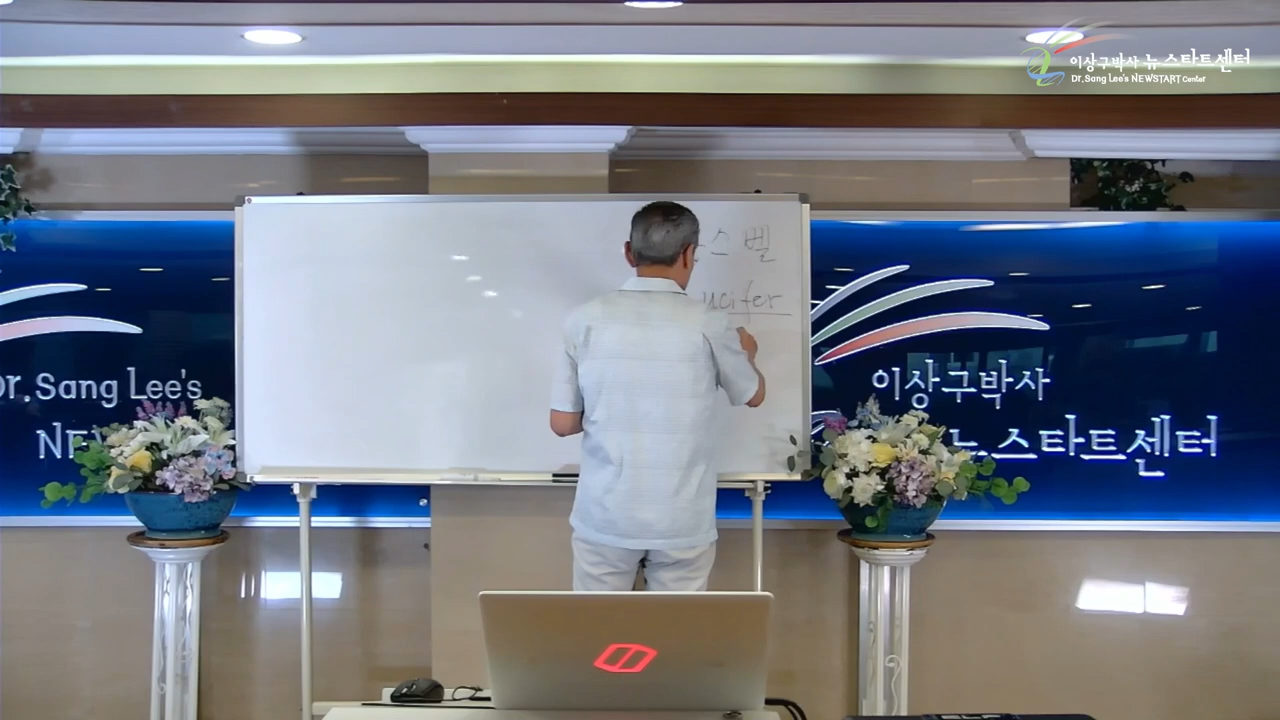 이상구박사 뉴스타트센터
Dr. Sang Lee's NEWSTART Center
스벨
ucifer
Dr. Sang Lee's
이상구박사
뉴스타트센터